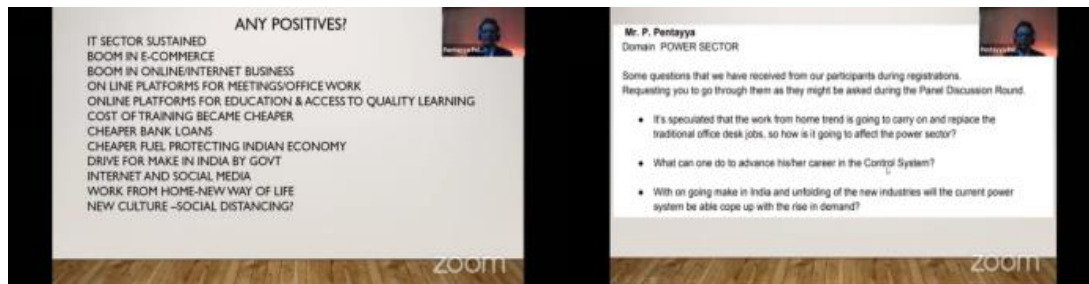 ANY POSITIVES?
IT SECTOR SUSTAINED
BOOM IN E-COMMERCE
BOOM IN ONLINE/INTERNET BUSINESS
ON LINE PLATFORMS FOR MEETINGS/OFFICE WORK
ONLINE PLATFORMS FOR EDUCATION & ACCESS TO QUALITY LEARNING
COST OF TRAINING BECAME CHEAPER
CHEAPER BANK LOANS
CHEAPER FUEL PROTECTING INDIAN ECONOMY
DRIVE FOR MAKE IN INDIA BY GOVT
INTERNET AND SOCIAL MEDIA
WORK FROM HOME-NEW WAY OF LIFE
NEW CULTURE –SOCIAL DISTANCING?
zoom
Mr. P. Pentayya
Domain POWER SECTOR
Some questions that we have received from our participants during registrations.
Requesting you to go through them as they might be asked during the Panel Discussion Round.
• It's speculated that the work from home trend is going to carry on and replace the
traditional office desk jobs, so how is it going to affect the power sector?
• What can one do to advance his/her career in the Control System?
• With on going make in India and unfolding of the new industries will the current power
system be able cope up with the rise in demand?
zoom